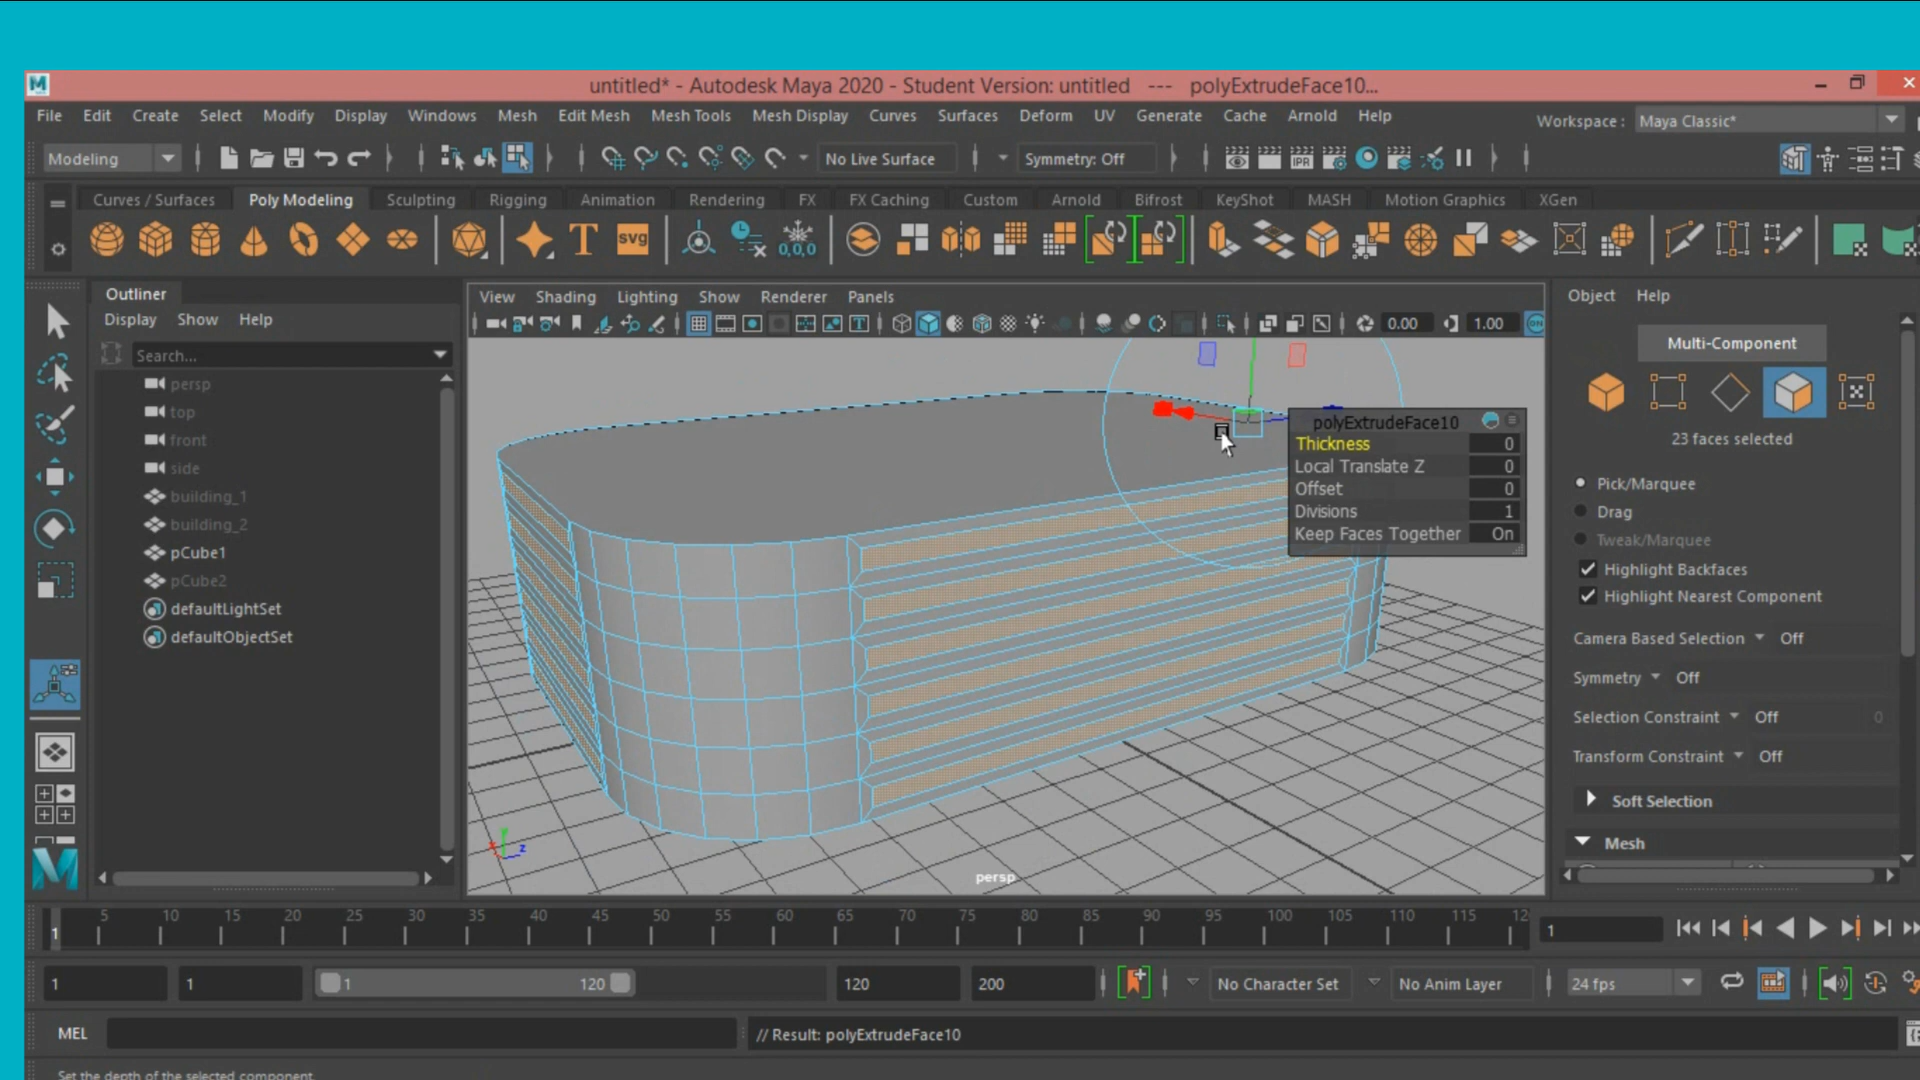 untitled* - Autodesk Maya 2020 - Student Version: untitled --- polyExtrudeFace10...
File Edit Create Select Modify Display Windows Mesh Edit Mesh Mesh Tools Mesh Display Curves Surfaces Deform UV Generate Cache Arnold Help
Workspace : Maya Classic*
Modeling
No Live Surface
Symmetry: Off
IPR
Curves / Surfaces Poly Modeling Sculpting Rigging Animation Rendering FX FX Caching Custom Arnold Bifrost KeyShot MASH Motion Graphics XGen
T
SVG
0,0,0
Outliner
Display Show Help
Search...
persp
top
front
side
building_1
building_2
pCube1
pCube2
defaultLightSet
defaultObjectSet
View Shading Lighting Show Renderer Panels
0.00
1.00
ON
polyExtrudeFace10
Thickness 0
Local Translate Z 0
Offset 0
Divisions 1
Keep Faces Together On
y
x
z
persp
Object Help
Multi-Component
23 faces selected
Pick/Marquee
Drag
Tweak/Marquee
Highlight Backfaces
Highlight Nearest Component
Camera Based Selection Off
Symmetry Off
Selection Constraint Off 0
Transform Constraint Off
Soft Selection
Mesh
M
5 10 15 20 25 30 35 40 45 50 55 60 65 70 75 80 85 90 95 100 105 110 115 12
1
1
1 1 1 120 120 200
No Character Set
No Anim Layer
24 fps
MEL
// Result: polyExtrudeFace10
Set the depth of the selected component.